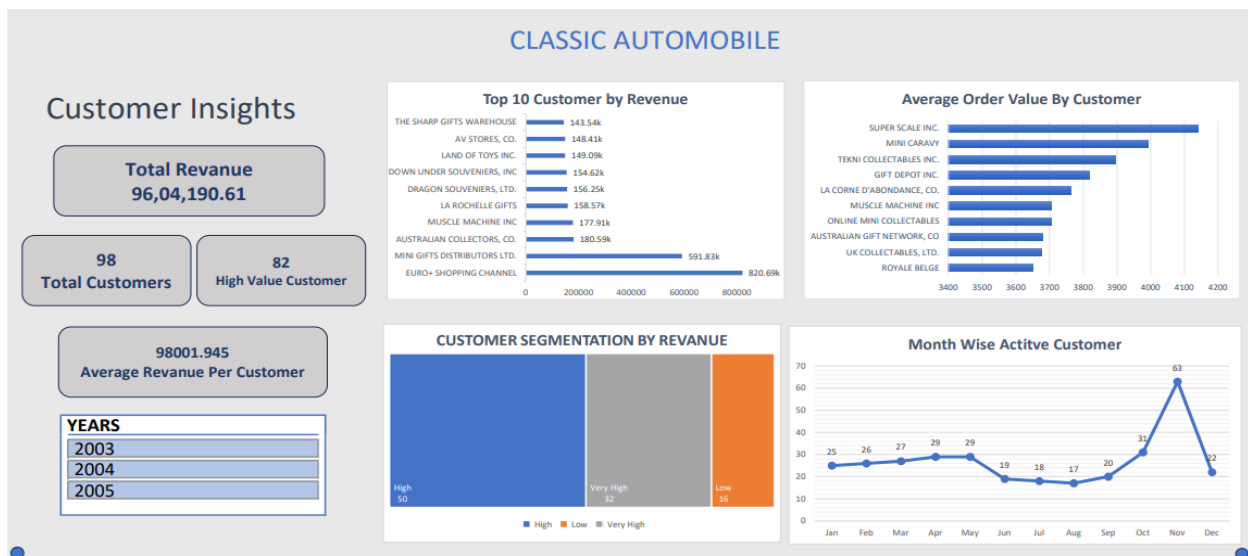 CLASSIC AUTOMOBILE
Customer Insights
Total Revanue
96,04,190.61
98
Total Customers
82
High Value Customer
98001.945
Average Revanue Per Customer
YEARS
2003
2004
2005
Top 10 Customer by Revenue
THE SHARP GIFTS WAREHOUSE 143.54k
AV STORES, CO. 148.41k
LAND OF TOYS INC. 149.09k
DOWN UNDER SOUVENIERS, INC 154.62k
DRAGON SOUVENIERS, LTD. 156.25k
LA ROCHELLE GIFTS 158.57k
MUSCLE MACHINE INC 177.91k
AUSTRALIAN COLLECTORS, CO. 180.59k
MINI GIFTS DISTRIBUTORS LTD. 591.83k
EURO+ SHOPPING CHANNEL 820.69k
0 200000 400000 600000 800000
Average Order Value By Customer
SUPER SCALE INC.
MINI CARAVY
TEKNI COLLECTABLES INC.
GIFT DEPOT INC.
LA CORNE D'ABONDANCE, CO.
MUSCLE MACHINE INC
ONLINE MINI COLLECTABLES
AUSTRALIAN GIFT NETWORK, CO
UK COLLECTABLES, LTD.
ROYALE BELGE
3400 3500 3600 3700 3800 3900 4000 4100 4200
CUSTOMER SEGMENTATION BY REVANUE
High Very High Low
50 32 16
High Low Very High
Month Wise Actitve Customer
70
60
50
40
30
20
10
0
25 26 27 29 29 19 18 17 20 31 63 22
Jan Feb Mar Apr May Jun Jul Aug Sep Oct Nov Dec